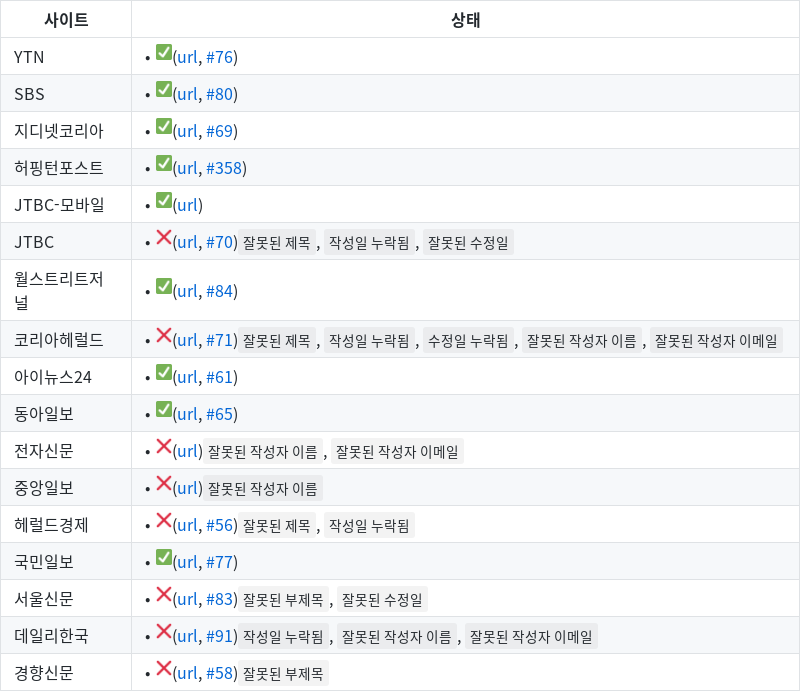 사이트 상태
YTN • ✅(url, #76)
SBS • ✅(url, #80)
지디넷코리아 • ✅(url, #69)
허핑턴포스트 • ✅(url, #358)
JTBC-모바일 • ✅(url)
JTBC • ❌(url, #70) 잘못된 제목 , 작성일 누락됨 , 잘못된 수정일
월스트리트저
널 • ✅(url, #84)
코리아헤럴드 • ❌(url, #71) 잘못된 제목 , 작성일 누락됨 , 수정일 누락됨 , 잘못된 작성자 이름 , 잘못된 작성자 이메일
아이뉴스24 • ✅(url, #61)
동아일보 • ✅(url, #65)
전자신문 • ❌(url) 잘못된 작성자 이름 , 잘못된 작성자 이메일
중앙일보 • ❌(url) 잘못된 작성자 이름
헤럴드경제 • ❌(url, #56) 잘못된 제목 , 작성일 누락됨
국민일보 • ✅(url, #77)
서울신문 • ❌(url, #83) 잘못된 부제목 , 잘못된 수정일
데일리한국 • ❌(url, #91) 작성일 누락됨 , 잘못된 작성자 이름 , 잘못된 작성자 이메일
경향신문 • ❌(url, #58) 잘못된 부제목